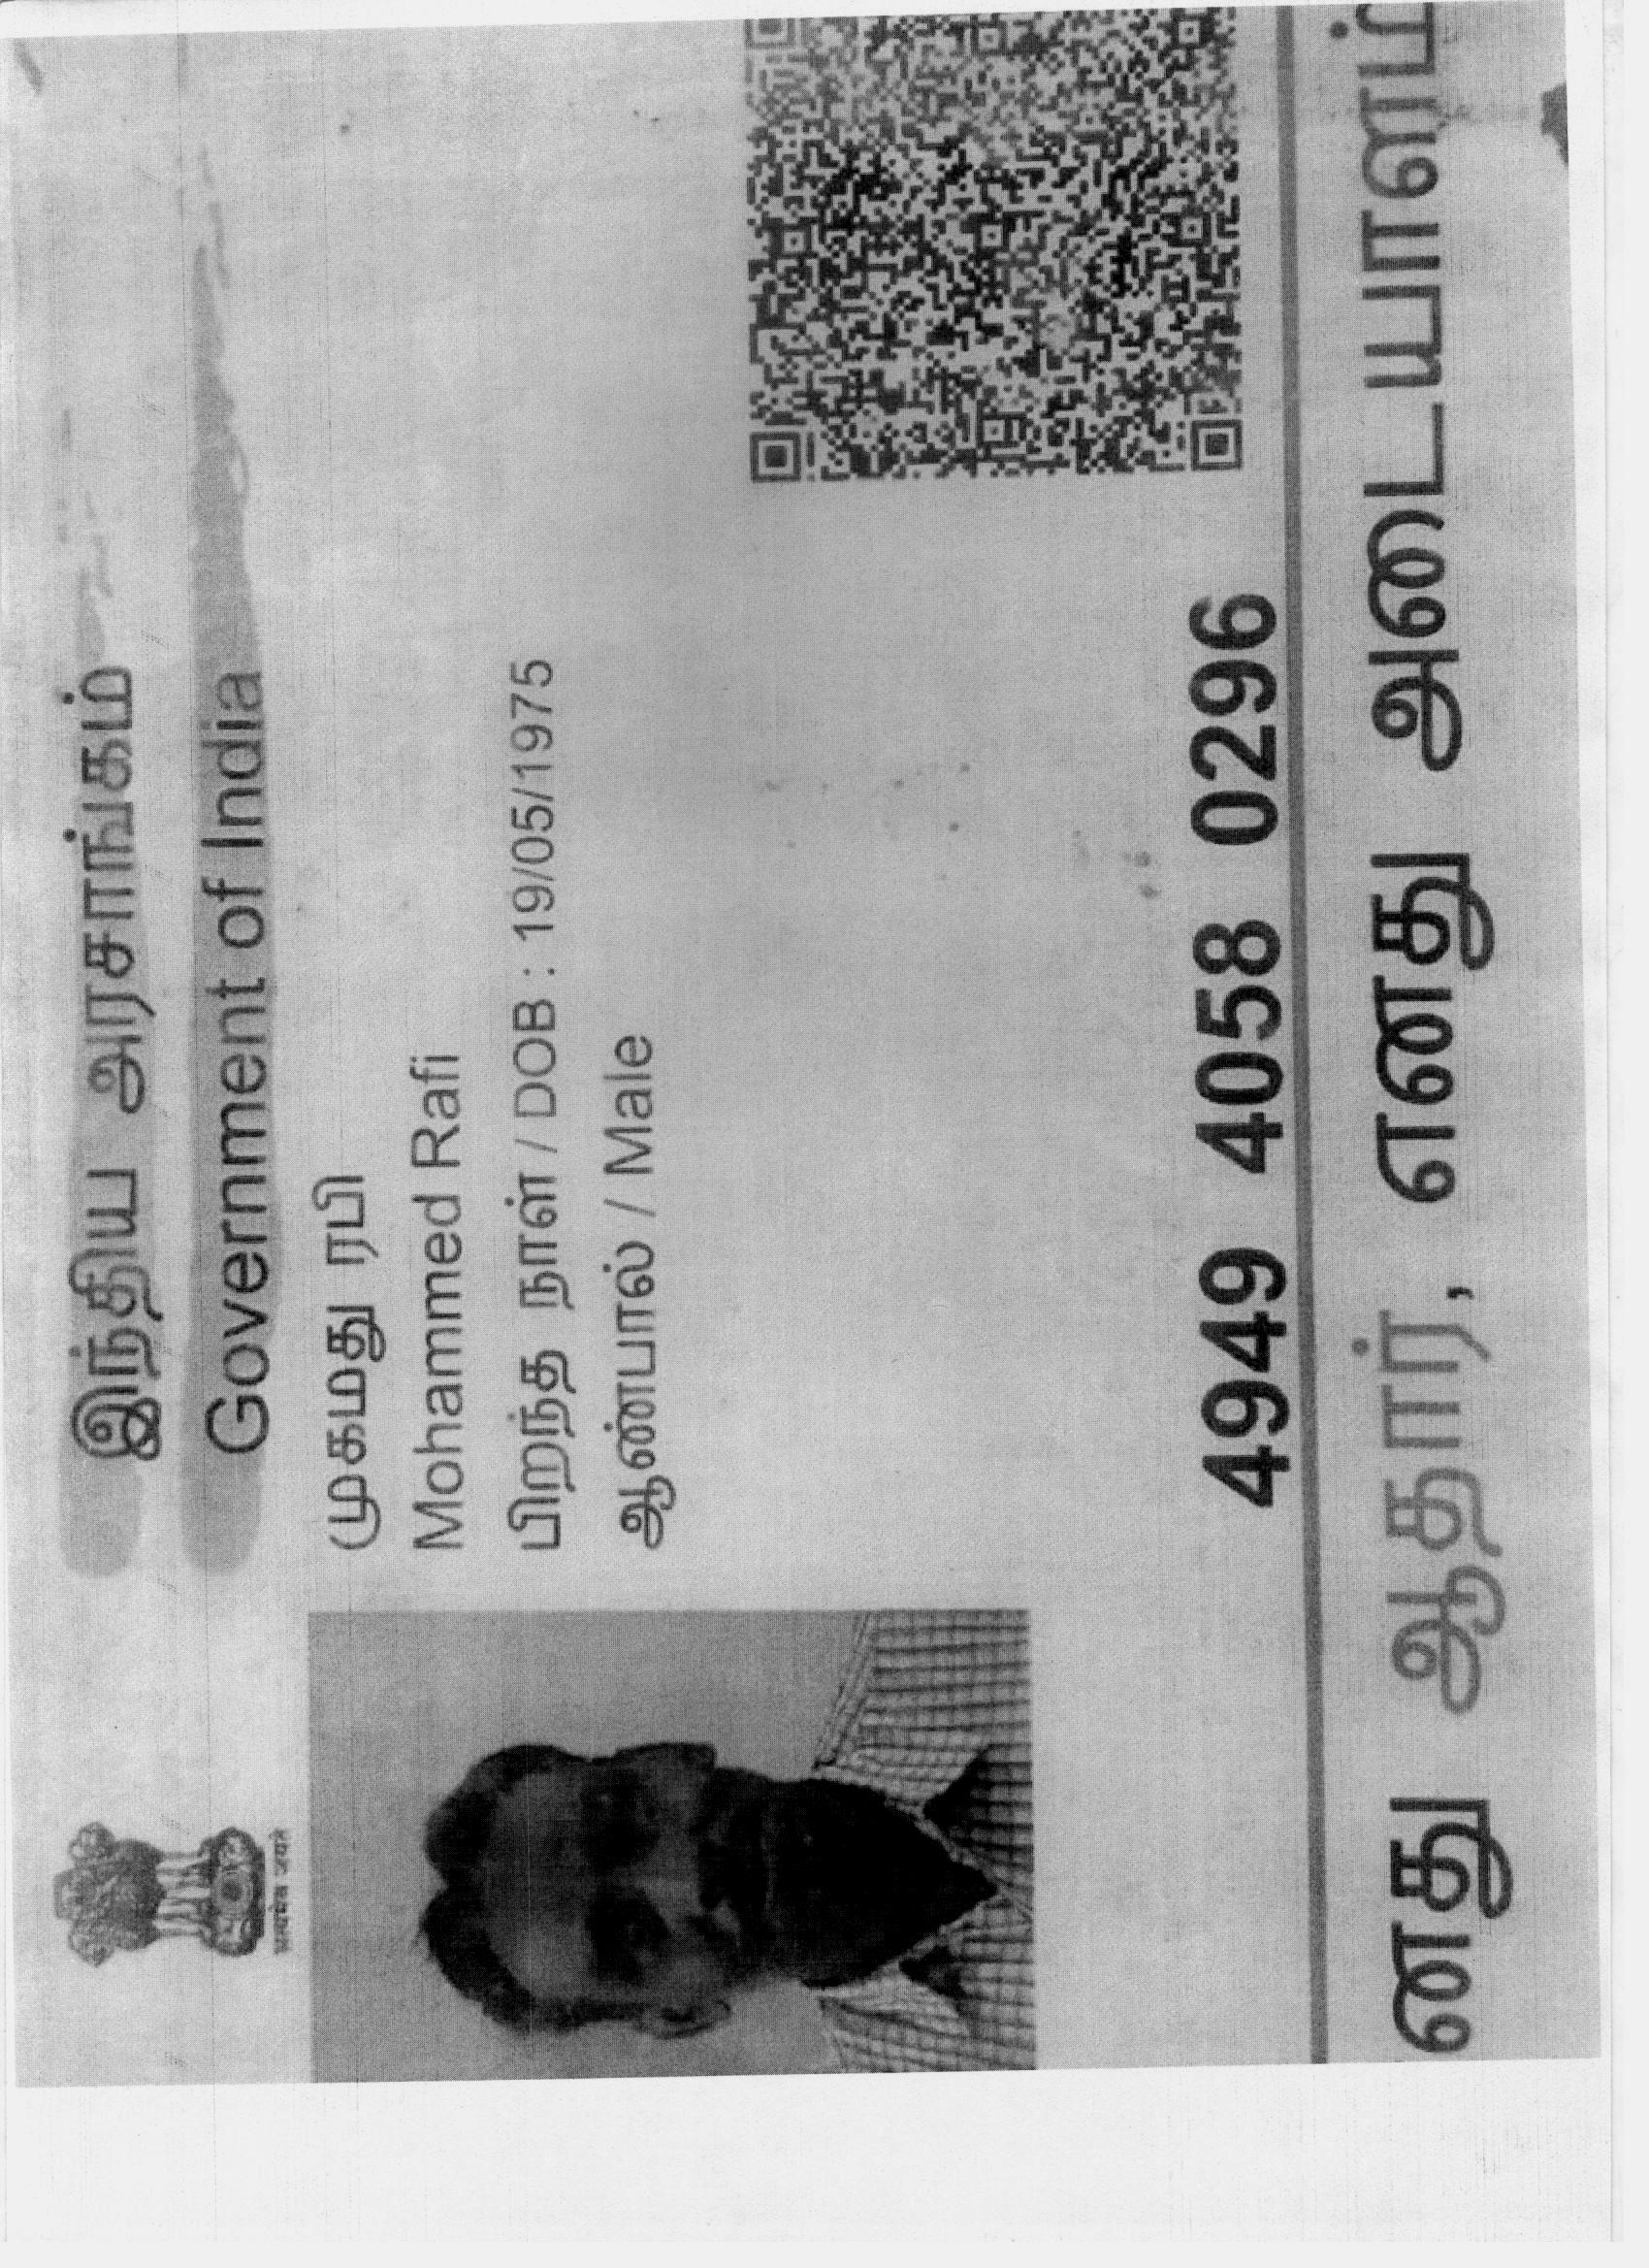 இந்திய அரசாங்கம்
Government of India
सत्यमेव जयते
முகமது ரபி
Mohammed Rafi
பிறந்த நாள் / DOB : 19/05/1975
ஆண்பால் / Male
4949 4058 0296
னது ஆதார், எனது அடையாளம்